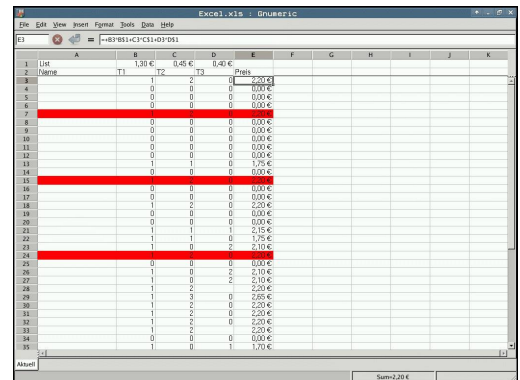 Excel.xls : Gnumeric
File Edit View Insert Format Tools Data Help
E3 = =+B3*B$1+C3*C$1+D3*D$1
A B C D E F G H I J K
1 List 1,30 € 0,45 € 0,40 €
2 Name T1 T2 T3 Preis
3 1 2 0 2,20 €
4 0 0 0 0,00 €
5 0 0 0 0,00 €
6 0 0 0 0,00 €
7
8 0 0 0 0,00 €
9 0 0 0 0,00 €
10 0 0 0 0,00 €
11 0 0 0 0,00 €
12 0 0 0 0,00 €
13 1 1 0 1,75 €
14 0 0 0 0,00 €
15
16 0 0 0 0,00 €
17 0 0 0 0,00 €
18 1 2 0 2,20 €
19 0 0 0 0,00 €
20 0 0 0 0,00 €
21 1 1 1 2,15 €
22 1 1 0 1,75 €
23 1 0 2 2,10 €
24
25 0 0 0 0,00 €
26 1 0 2 2,10 €
27 1 0 2 2,10 €
28 1 2 2,20 €
29 1 3 0 2,65 €
30 1 2 0 2,20 €
31 1 2 0 2,20 €
32 1 2 0 2,20 €
33 1 2 2,20 €
34 0 0 0 0,00 €
35 1 0 1 1,70 €
Aktuell
Sum=2,20 €